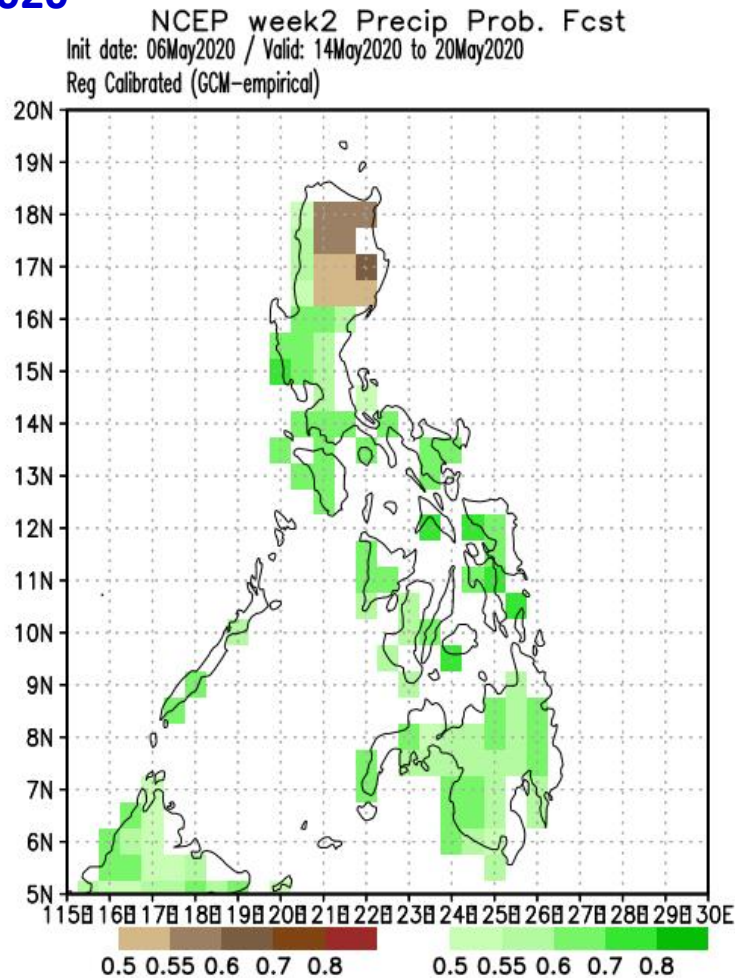 NCEP week2 Precip Prob. Fcst
Init date: 06May2020 / Valid: 14May2020 to 20May2020
Reg Calibrated (GCM-empirical)
20N
19N
18N
17N
16N
15N
14N
13N
12N
11N
10N
9N
8N
7N
6N
5N
115E 116E 117E 118E 119E 120E 121E 122E 123E 124E 125E 126E 127E 128E 129E 130E
0.5 0.55 0.6 0.7 0.8 0.5 0.55 0.6 0.7 0.8